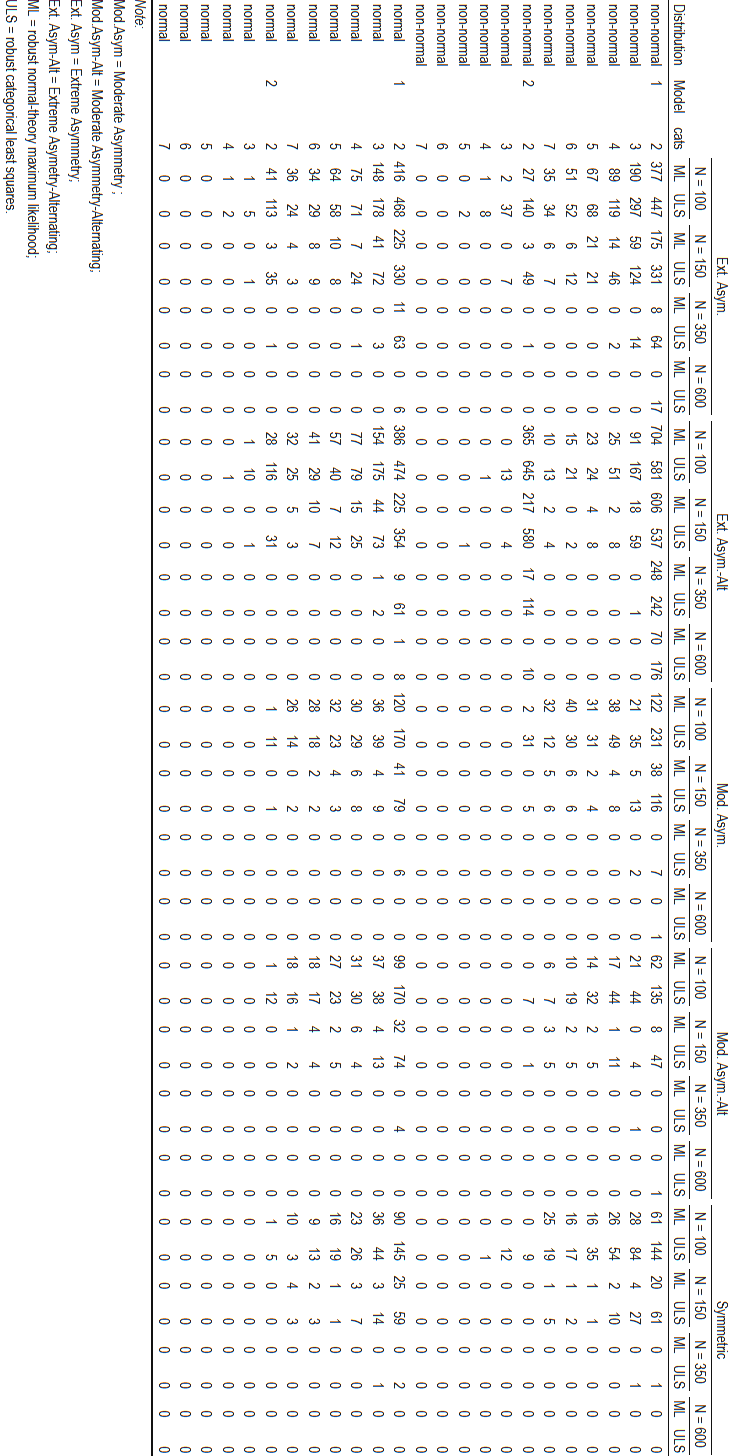 Ext. Asym. Ext. Asym.-Alt Mod. Asym. Mod. Asym.-Alt Symmetric
N = 100 N = 150 N = 350 N = 600 N = 100 N = 150 N = 350 N = 600 N = 100 N = 150 N = 350 N = 600 N = 100 N = 150 N = 350 N = 600 N = 100 N = 150 N = 350 N = 600
Distribution Model cats ML ULS ML ULS ML ULS ML ULS ML ULS ML ULS ML ULS ML ULS ML ULS ML ULS ML ULS ML ULS ML ULS ML ULS ML ULS ML ULS ML ULS ML ULS ML ULS ML ULS
non-normal 1 2 377 447 175 331 8 64 0 17 704 581 606 537 248 242 70 176 122 231 38 116 0 7 0 1 62 135 8 47 0 0 0 1 61 144 20 61 0 1 0 0
non-normal 3 190 297 59 124 0 14 0 0 91 167 18 59 0 1 0 0 21 35 5 13 0 2 0 0 21 44 0 4 0 1 0 0 28 84 4 27 0 1 0 0
non-normal 4 89 119 14 46 0 2 0 0 25 51 2 8 0 0 0 0 38 49 4 8 0 0 0 0 17 44 1 11 0 0 0 0 26 54 2 10 0 0 0 0
non-normal 5 67 68 21 21 0 0 0 0 23 24 4 8 0 0 0 0 31 31 2 4 0 0 0 0 14 32 2 5 0 0 0 0 16 35 1 1 0 0 0 0
non-normal 6 51 52 6 12 0 0 0 0 15 21 0 2 0 0 0 0 40 30 6 6 0 0 0 0 10 19 2 5 0 0 0 0 16 17 1 2 0 0 0 0
non-normal 7 35 34 6 7 0 0 0 0 10 13 2 4 0 0 0 0 32 12 5 6 0 0 0 0 6 7 3 5 0 0 0 0 25 19 1 5 0 0 0 0
non-normal 2 2 27 140 3 49 0 1 0 0 365 645 217 580 17 114 0 10 2 31 0 5 0 0 0 0 0 7 0 1 0 0 0 0 0 9 0 0 0 0 0 0
non-normal 3 2 37 0 7 0 0 0 0 0 13 0 4 0 0 0 0 0 0 0 0 0 0 0 0 0 0 0 0 0 0 0 0 0 12 0 0 0 0 0 0
non-normal 4 1 8 0 0 0 0 0 0 0 1 0 0 0 0 0 0 0 0 0 0 0 0 0 0 0 0 0 0 0 0 0 0 0 1 0 0 0 0 0 0
non-normal 5 0 2 0 0 0 0 0 0 0 0 0 1 0 0 0 0 0 0 0 0 0 0 0 0 0 0 0 0 0 0 0 0 0 0 0 0 0 0 0 0
non-normal 6 0 0 0 0 0 0 0 0 0 0 0 0 0 0 0 0 0 0 0 0 0 0 0 0 0 0 0 0 0 0 0 0 0 0 0 0 0 0 0 0
non-normal 7 0 0 0 0 0 0 0 0 0 0 0 0 0 0 0 0 0 0 0 0 0 0 0 0 0 0 0 0 0 0 0 0 0 0 0 0 0 0 0 0
normal 1 2 416 468 225 330 11 63 0 6 386 474 225 354 9 61 1 8 120 170 41 79 0 6 0 0 99 170 32 74 0 4 0 0 90 145 25 59 0 2 0 0
normal 3 148 178 41 72 0 3 0 0 154 175 44 73 1 2 0 0 36 39 4 9 0 0 0 0 37 38 4 13 0 0 0 0 36 44 3 14 0 1 0 0
normal 4 75 71 7 24 0 1 0 0 77 79 15 25 0 0 0 0 30 29 6 8 0 0 0 0 31 30 6 4 0 0 0 0 23 26 3 7 0 0 0 0
normal 5 64 58 10 8 0 0 0 0 57 40 7 12 0 0 0 0 32 23 4 3 0 0 0 0 27 23 2 5 0 0 0 0 16 19 1 1 0 0 0 0
normal 6 34 29 8 9 0 0 0 0 41 29 10 7 0 0 0 0 28 18 2 2 0 0 0 0 18 17 4 4 0 0 0 0 9 13 2 3 0 0 0 0
normal 7 36 24 4 3 0 0 0 0 32 25 5 3 0 0 0 0 26 14 0 2 0 0 0 0 18 16 1 2 0 0 0 0 10 3 4 3 0 0 0 0
normal 2 2 41 113 3 35 0 1 0 0 28 116 0 31 0 0 0 0 1 11 0 1 0 0 0 0 1 12 0 0 0 0 0 0 1 5 0 0 0 0 0 0
normal 3 1 5 0 1 0 0 0 0 1 10 0 1 0 0 0 0 0 0 0 0 0 0 0 0 0 0 0 0 0 0 0 0 0 0 0 0 0 0 0 0
normal 4 1 2 0 0 0 0 0 0 0 1 0 0 0 0 0 0 0 0 0 0 0 0 0 0 0 0 0 0 0 0 0 0 0 0 0 0 0 0 0 0
normal 5 0 0 0 0 0 0 0 0 0 0 0 0 0 0 0 0 0 0 0 0 0 0 0 0 0 0 0 0 0 0 0 0 0 0 0 0 0 0 0 0
normal 6 0 0 0 0 0 0 0 0 0 0 0 0 0 0 0 0 0 0 0 0 0 0 0 0 0 0 0 0 0 0 0 0 0 0 0 0 0 0 0 0
normal 7 0 0 0 0 0 0 0 0 0 0 0 0 0 0 0 0 0 0 0 0 0 0 0 0 0 0 0 0 0 0 0 0 0 0 0 0 0 0 0 0
Note:
Mod.Asym = Moderate Asymmetry ;
Mod.Asym-Alt = Moderate Asymmetry-Alternating;
Ext. Asym = Extreme Asymmetry;
Ext. Asym-Alt = Extreme Asymetry-Alternating;
ML = robust normal-theory maximum likelihood;
ULS = robust categorical least squares.